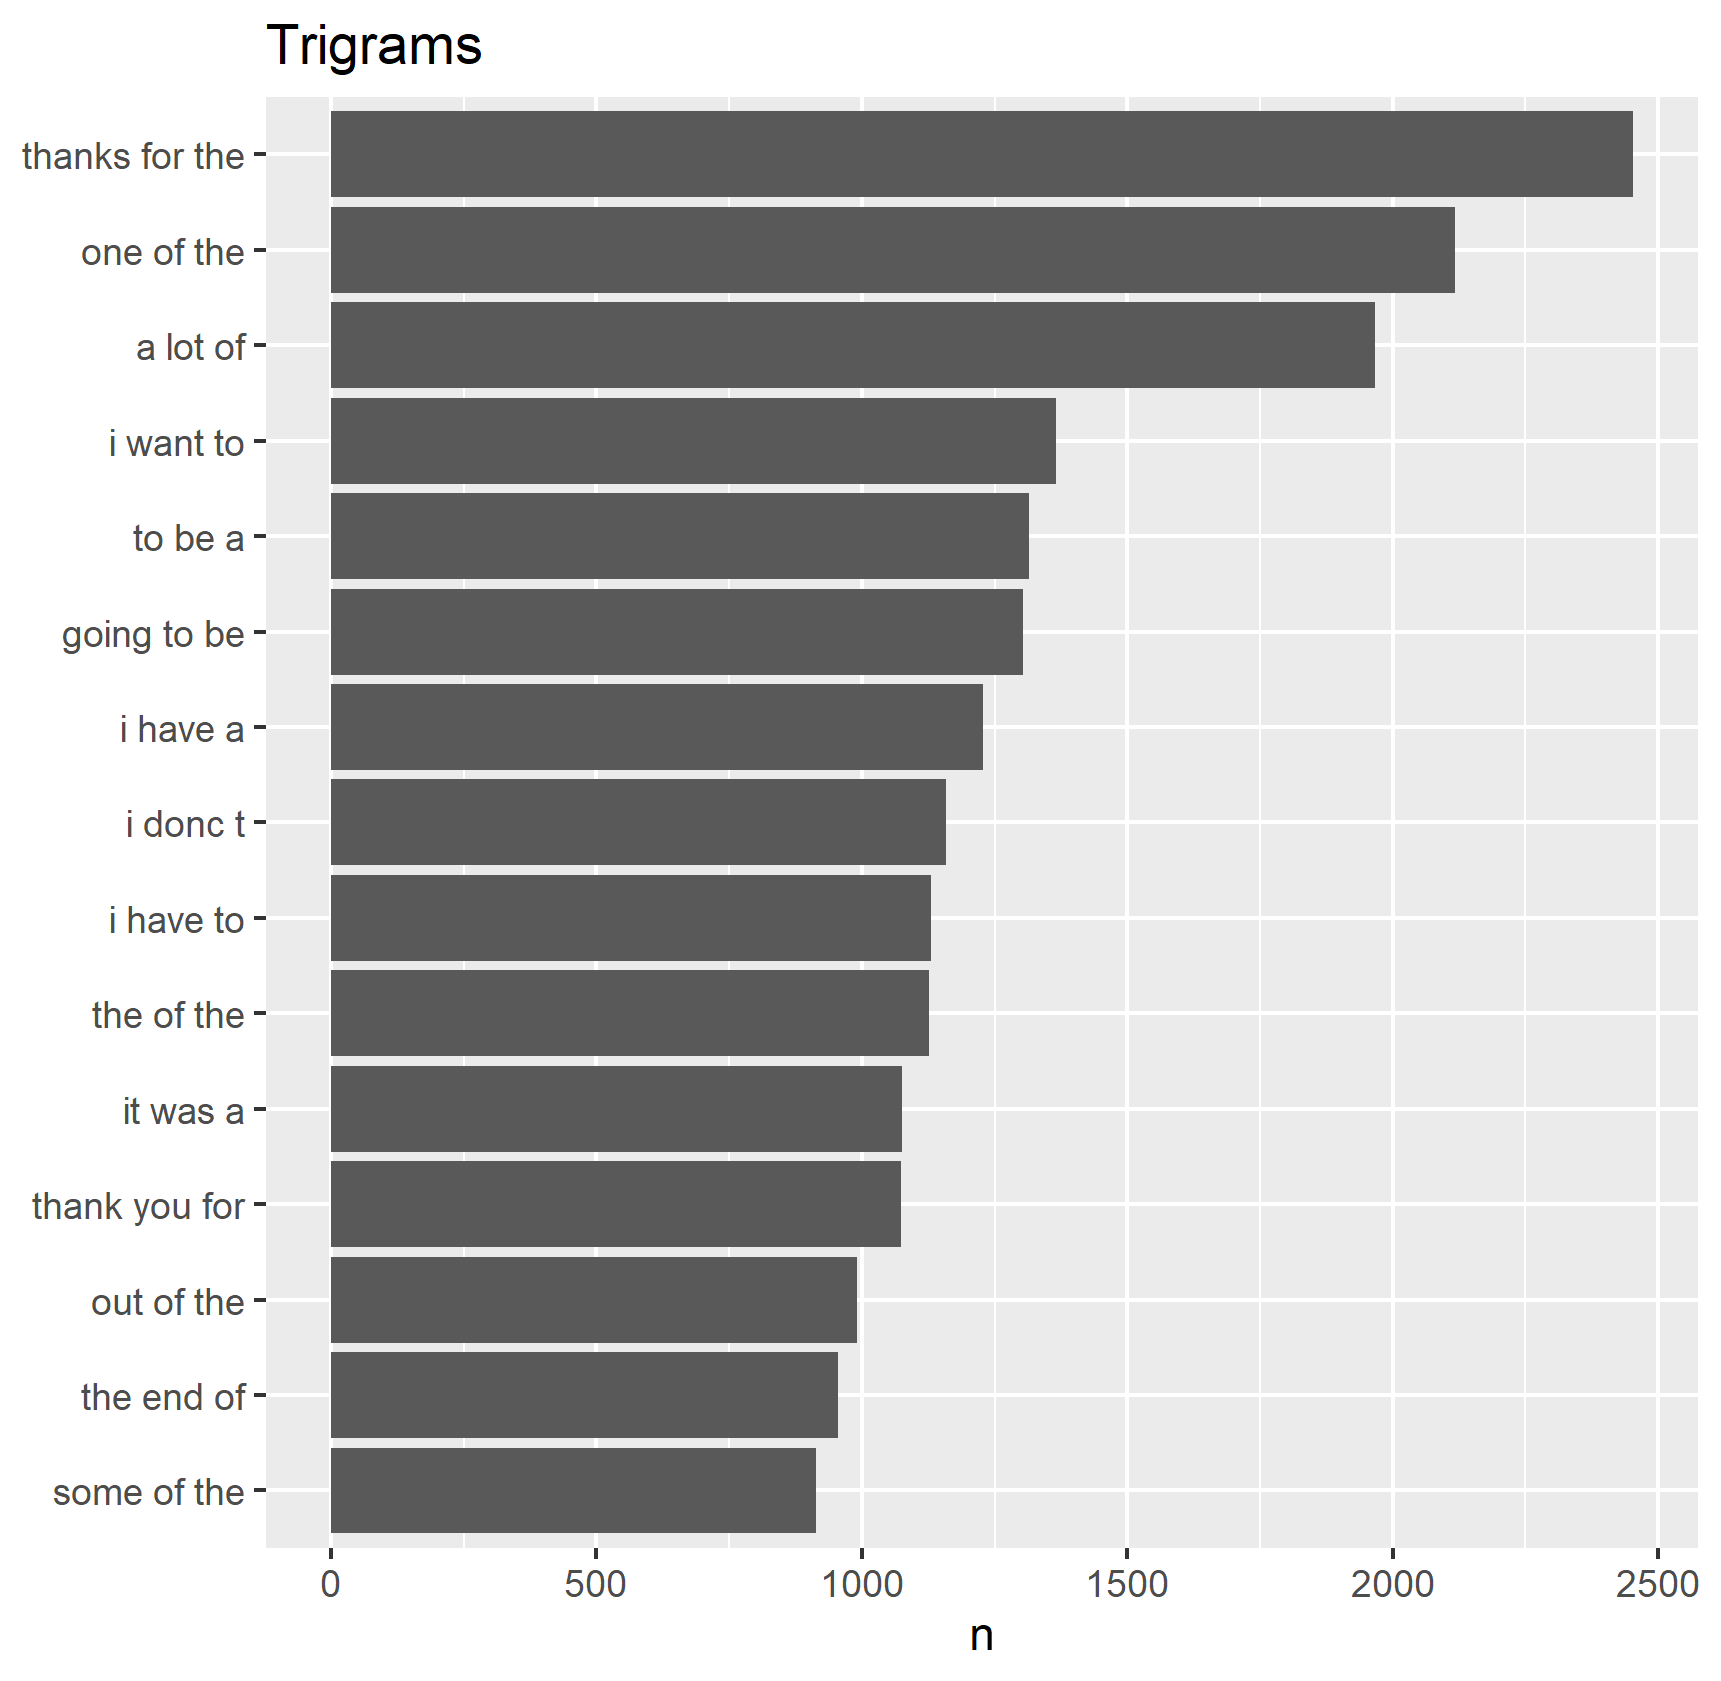 Trigrams
thanks for the
one of the
a lot of
i want to
to be a
going to be
i have a
i donc t
i have to
the of the
it was a
thank you for
out of the
the end of
some of the
0 500 1000 1500 2000 2500
n